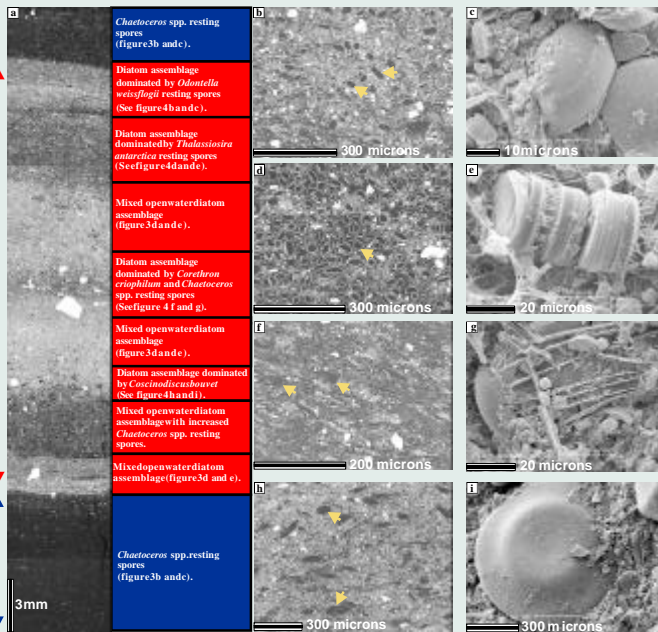 a
Chaetoceros spp. resting
spores
(figure3b andc).
Diatom assemblage
dominated by Odontella
weissflogii resting spores
(See figure4bandc).
Diatom assemblage
dominatedby Thalassiosira
antarctica resting spores
(Seefigure4dande).
Mixed openwaterdiatom
assemblage
(figure3dande).
Diatom assemblage
dominated by Corethron
criophilum and Chaetoceros
spp. resting spores
(Seefigure 4 f and g).
Mixed openwaterdiatom
assemblage
(figure3dande).
Diatom assemblage dominated
by Coscinodiscusbouvet
(See figure4handi).
Mixed openwaterdiatom
assemblagewith increased
Chaetoceros spp. resting
spores.
Mixedopenwaterdiatom
assemblage(figure3d and e).
Chaetoceros spp.resting
spores
(figure3b andc).
3mm
b
300 microns
c
10microns
d
300 microns
e
20 microns
f
200 microns
g
20 microns
h
300 microns
i
300 microns